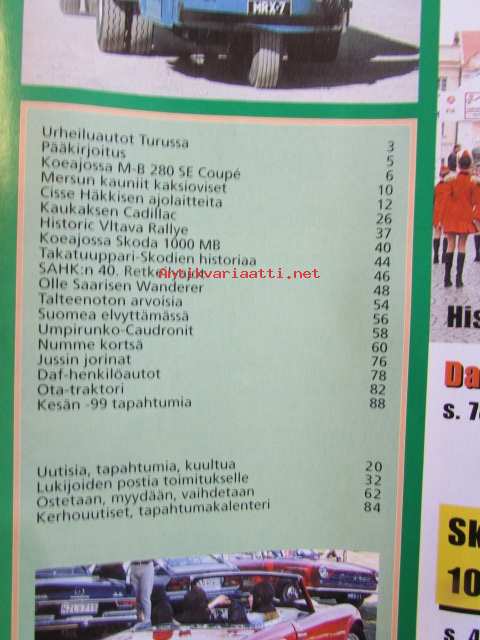 MRX-7
Urheiluautot Turussa 3
Pääkirjoitus 5
Koeajossa M-B 280 SE Coupé 6
Mersun kauniit kaksioviset 10
Cisse Häkkisen ajolaitteita 12
Kaukaksen Cadillac 26
Historic Vltava Rallye 37
Koeajossa Skoda 1000 MB 40
Takatuuppari-Skodien historiaa 44
SAHK:n 40. 46
Antykvariaatti.net
Olle Saarisen Wanderer 48
Talteenoton arvoisia 54
Suomea elvyttämässä 56
Umpirunko-Caudronit 58
Numme kortsä 60
Jussin jorinat 76
Daf-henkilöautot 78
Ota-traktori 82
Kesän -99 tapahtumia 88
Uutisia, tapahtumia, kuultua 20
Lukijoiden postia toimitukselle 32
Ostetaan, myydään, vaihdetaan 62
Kerhouutiset, tapahtumakalenteri 84
His
Da
s. 78
SK
10
s. 4